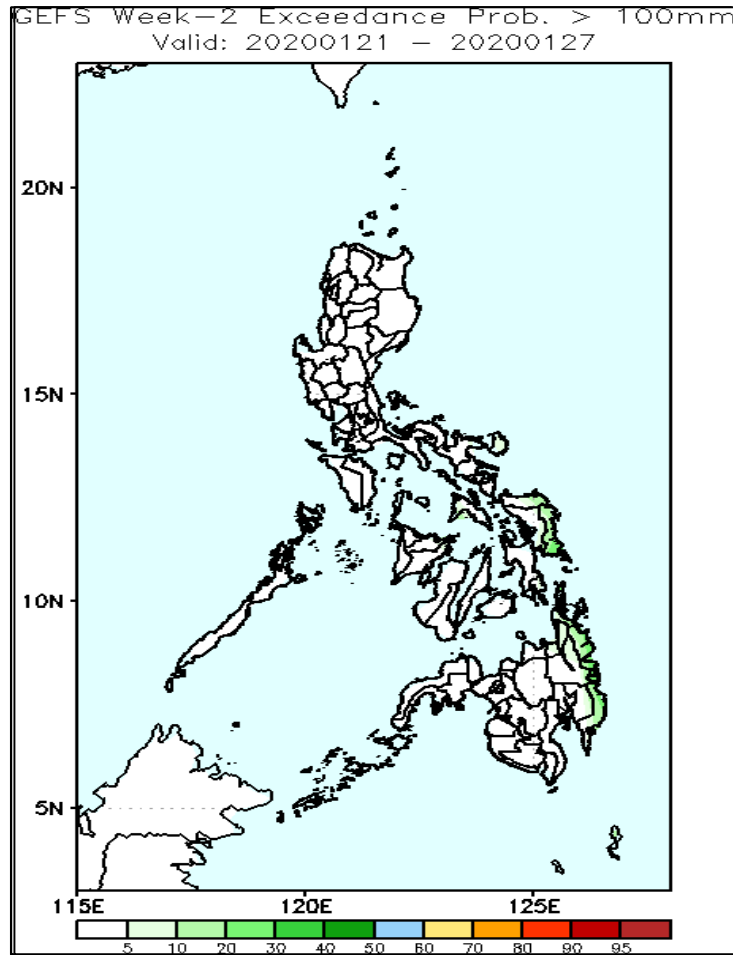 GEFS Week-2 Exceedance Prob. > 100mm
Valid: 20200121 - 20200127
20N
15N
10N
5N
115E 120E 125E
5 10 20 30 40 50 60 70 80 90 95